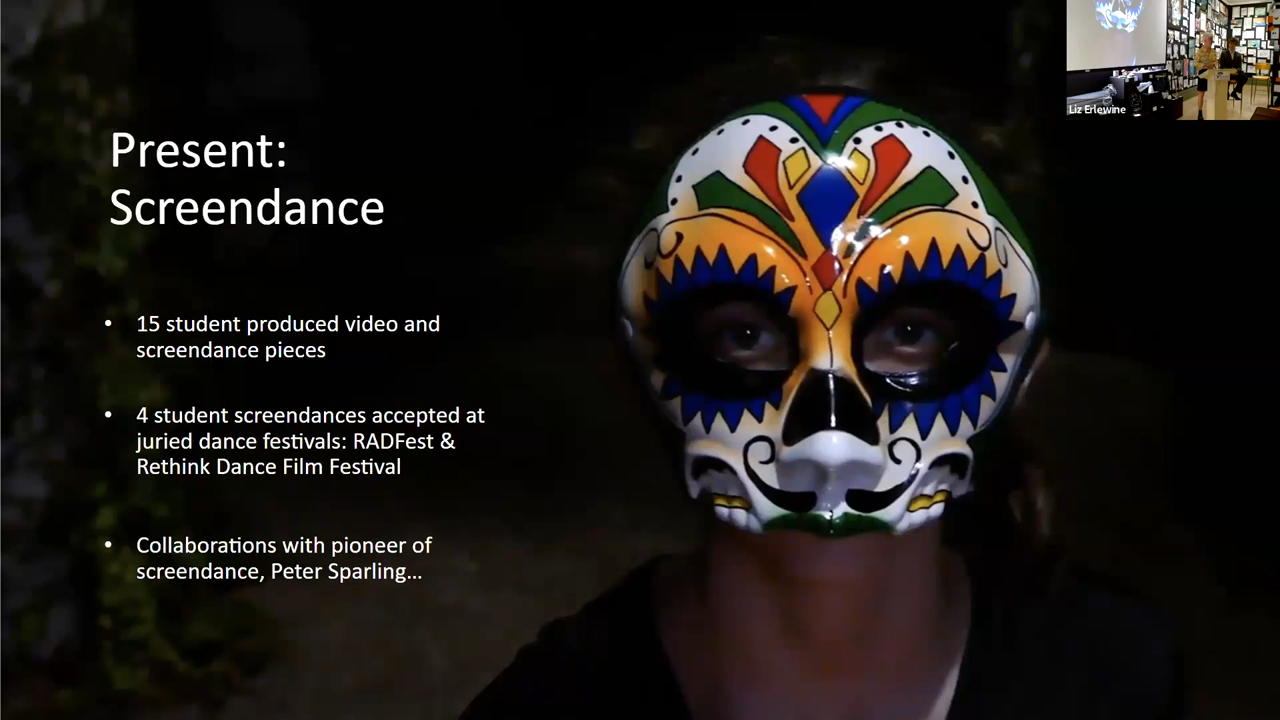 Liz Erlewine
Present:
Screendance
• 15 student produced video and
screendance pieces
• 4 student screendances accepted at
juried dance festivals: RADFest &
Rethink Dance Film Festival
• Collaborations with pioneer of
screendance, Peter Sparling...